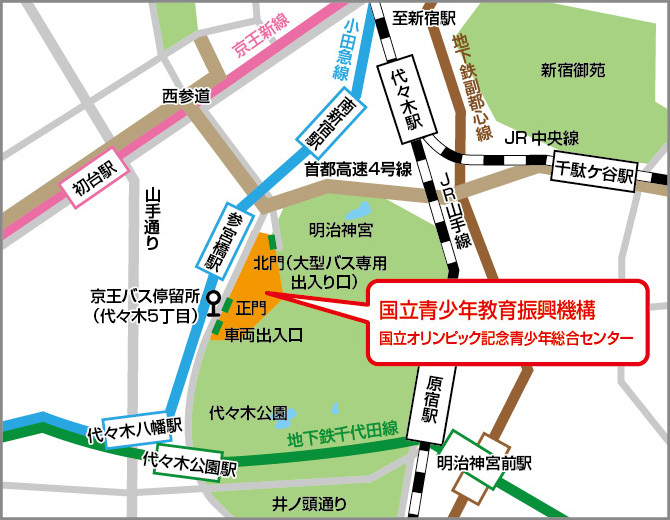 至新宿駅
小田急線
京王新線
地下鉄副都心線
新宿御苑
西参道
南新宿駅
代々木駅
JR中央線
首都高速4号線
千駄ケ谷駅
初台駅
山手通り
JR山手線
参宮橋駅
明治神宮
北門(大型バス専用
出入り口)
京王バス停留所
(代々木5丁目)
正門
車両出入口
国立青少年教育振興機構
国立オリンピック記念青少年総合センター
原宿駅
代々木公園
代々木八幡駅
地下鉄千代田線
代々木公園駅
明治神宮前駅
井ノ頭通り